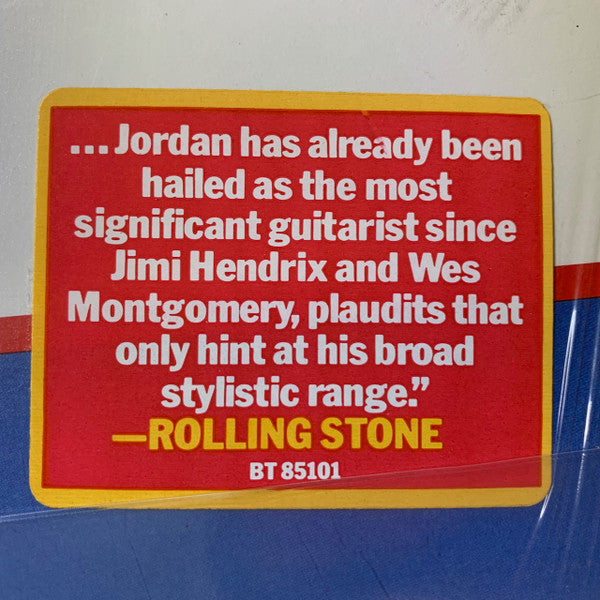 ...Jordan has already been
hailed as the most
significant guitarist since
Jimi Hendrix and Wes
Montgomery, plaudits that
only hint at his broad
stylistic range.”
—ROLLING STONE
BT 85101